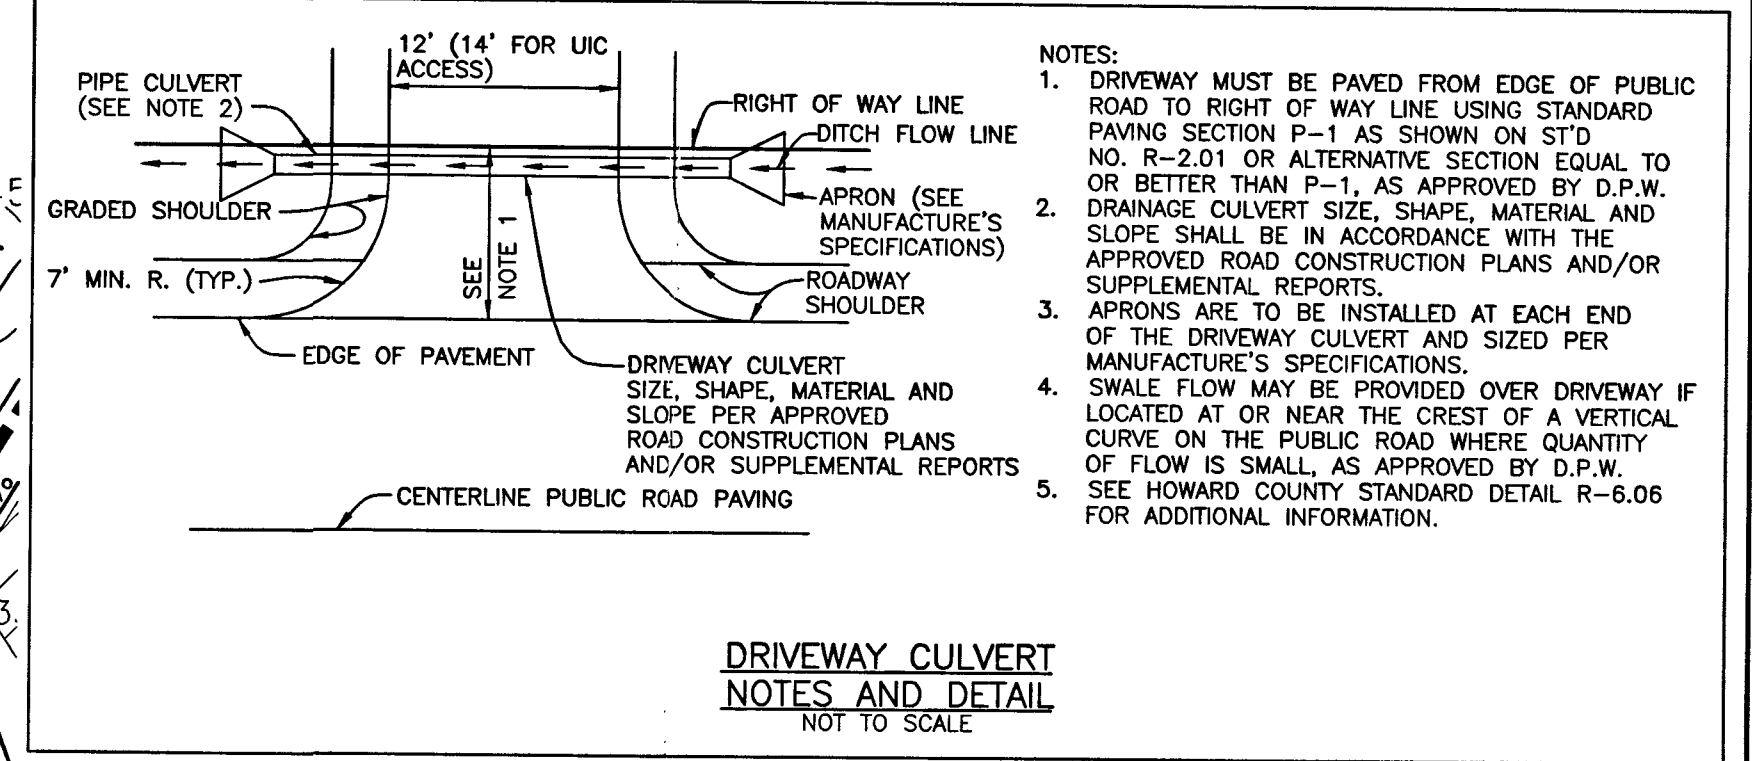 12' (14' FOR UIC
ACCESS)
PIPE CULVERT
(SEE NOTE 2)
RIGHT OF WAY LINE
DITCH FLOW LINE
GRADED SHOULDER
APRON (SEE
MANUFACTURE'S
SPECIFICATIONS)
7' MIN. R. (TYP.)
SEE
NOTE 1
ROADWAY
SHOULDER
EDGE OF PAVEMENT
DRIVEWAY CULVERT
SIZE, SHAPE, MATERIAL AND
SLOPE PER APPROVED
ROAD CONSTRUCTION PLANS
AND/OR SUPPLEMENTAL REPORTS
CENTERLINE PUBLIC ROAD PAVING
NOTES:
1. DRIVEWAY MUST BE PAVED FROM EDGE OF PUBLIC
ROAD TO RIGHT OF WAY LINE USING STANDARD
PAVING SECTION P-1 AS SHOWN ON ST'D
NO. R-2.01 OR ALTERNATIVE SECTION EQUAL TO
OR BETTER THAN P-1, AS APPROVED BY D.P.W.
2. DRAINAGE CULVERT SIZE, SHAPE, MATERIAL AND
SLOPE SHALL BE IN ACCORDANCE WITH THE
APPROVED ROAD CONSTRUCTION PLANS AND/OR
SUPPLEMENTAL REPORTS.
3. APRONS ARE TO BE INSTALLED AT EACH END
OF THE DRIVEWAY CULVERT AND SIZED PER
MANUFACTURE'S SPECIFICATIONS.
4. SWALE FLOW MAY BE PROVIDED OVER DRIVEWAY IF
LOCATED AT OR NEAR THE CREST OF A VERTICAL
CURVE ON THE PUBLIC ROAD WHERE QUANTITY
OF FLOW IS SMALL, AS APPROVED BY D.P.W.
5. SEE HOWARD COUNTY STANDARD DETAIL R-6.06
FOR ADDITIONAL INFORMATION.
DRIVEWAY CULVERT
NOTES AND DETAIL
NOT TO SCALE